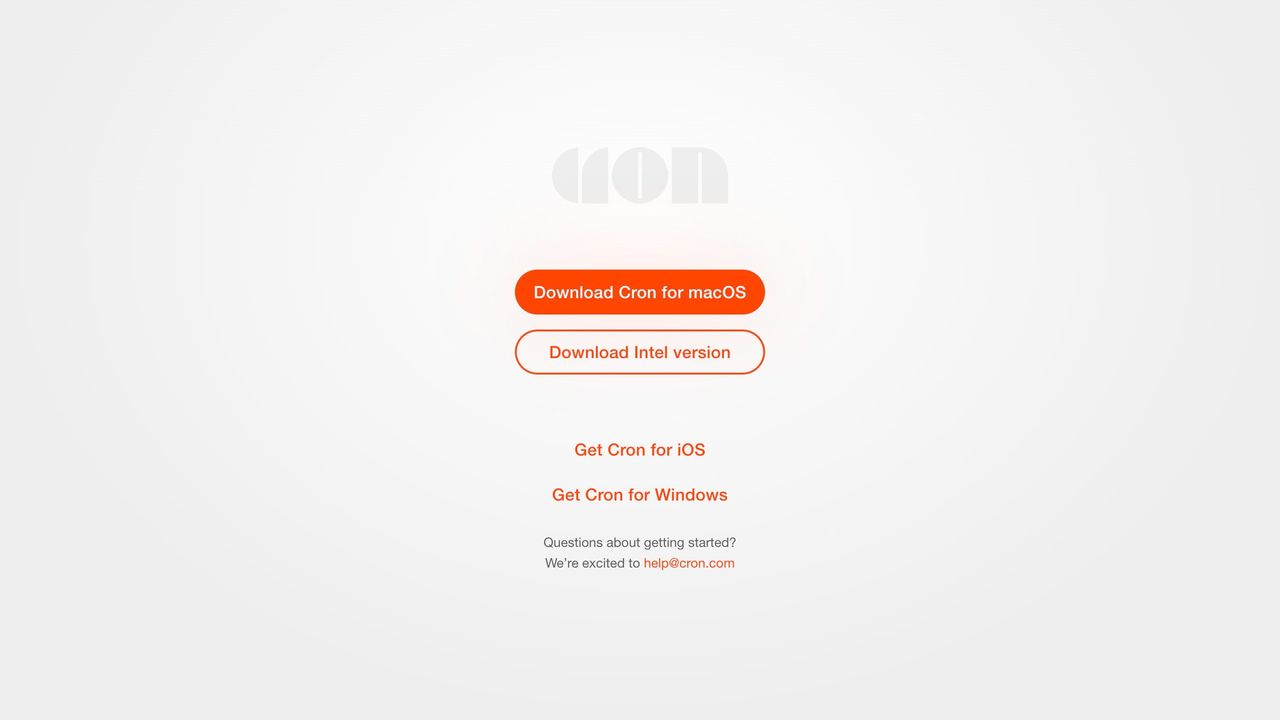 cron
Download Cron for macOS
Download Intel version
Get Cron for iOS
Get Cron for Windows
Questions about getting started?
We're excited to help@cron.com